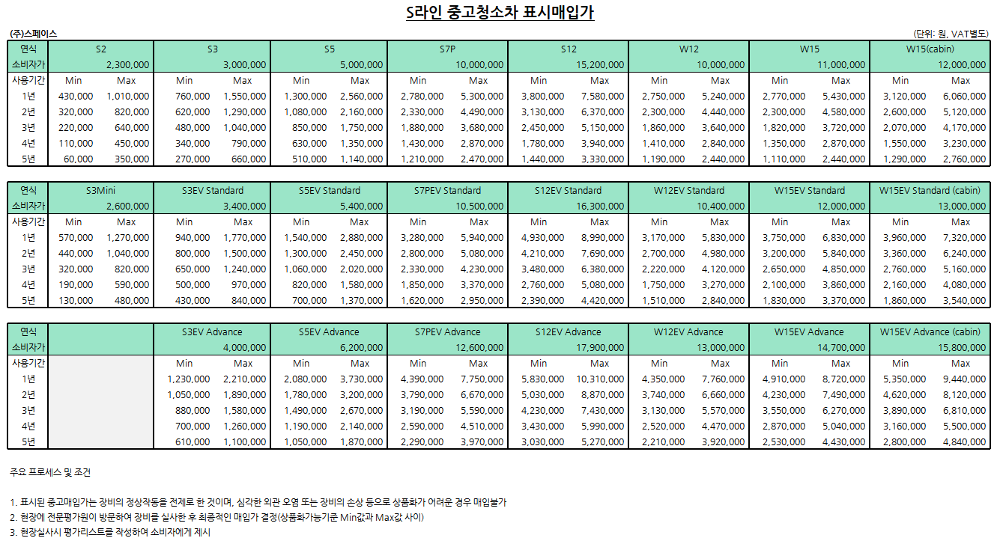 S라인 중고청소차 표시매입가
(주)스페이스 (단위: 원, VAT별도)
연식 S2 S3 S5 S7P S12 W12 W15 W15(cabin)
소비자가 2,300,000 3,000,000 5,000,000 10,000,000 15,200,000 10,000,000 11,000,000 12,000,000
사용기간 Min Max Min Max Min Max Min Max Min Max Min Max Min Max Min Max
1년 430,000 1,010,000 760,000 1,550,000 1,300,000 2,560,000 2,780,000 5,300,000 3,800,000 7,580,000 2,750,000 5,240,000 2,770,000 5,430,000 3,120,000 6,060,000
2년 320,000 820,000 620,000 1,290,000 1,080,000 2,160,000 2,330,000 4,490,000 3,130,000 6,370,000 2,300,000 4,440,000 2,300,000 4,580,000 2,600,000 5,120,000
3년 220,000 640,000 480,000 1,040,000 850,000 1,750,000 1,880,000 3,680,000 2,450,000 5,150,000 1,860,000 3,640,000 1,820,000 3,720,000 2,070,000 4,170,000
4년 110,000 450,000 340,000 790,000 630,000 1,350,000 1,430,000 2,870,000 1,780,000 3,940,000 1,410,000 2,840,000 1,350,000 2,870,000 1,550,000 3,230,000
5년 60,000 350,000 270,000 660,000 510,000 1,140,000 1,210,000 2,470,000 1,440,000 3,330,000 1,190,000 2,440,000 1,110,000 2,440,000 1,290,000 2,760,000
연식 S3Mini S3EV Standard S5EV Standard S7PEV Standard S12EV Standard W12EV Standard W15EV Standard W15EV Standard (cabin)
소비자가 2,600,000 3,400,000 5,400,000 10,500,000 16,300,000 10,400,000 12,000,000 13,000,000
사용기간 Min Max Min Max Min Max Min Max Min Max Min Max Min Max Min Max
1년 570,000 1,270,000 940,000 1,770,000 1,540,000 2,880,000 3,280,000 5,940,000 4,930,000 8,990,000 3,170,000 5,830,000 3,750,000 6,830,000 3,960,000 7,320,000
2년 440,000 1,040,000 800,000 1,500,000 1,300,000 2,450,000 2,800,000 5,080,000 4,210,000 7,690,000 2,700,000 4,980,000 3,200,000 5,840,000 3,360,000 6,240,000
3년 320,000 820,000 650,000 1,240,000 1,060,000 2,020,000 2,330,000 4,230,000 3,480,000 6,380,000 2,220,000 4,120,000 2,650,000 4,850,000 2,760,000 5,160,000
4년 190,000 590,000 500,000 970,000 820,000 1,580,000 1,850,000 3,370,000 2,760,000 5,080,000 1,750,000 3,270,000 2,100,000 3,860,000 2,160,000 4,080,000
5년 130,000 480,000 430,000 840,000 700,000 1,370,000 1,620,000 2,950,000 2,390,000 4,420,000 1,510,000 2,840,000 1,830,000 3,370,000 1,860,000 3,540,000
연식 S3EV Advance S5EV Advance S7PEV Advance S12EV Advance W12EV Advance W15EV Advance W15EV Advance (cabin)
소비자가 4,000,000 6,200,000 12,600,000 17,900,000 13,000,000 14,700,000 15,800,000
사용기간 Min Max Min Max Min Max Min Max Min Max Min Max Min Max
1년 1,230,000 2,210,000 2,080,000 3,730,000 4,390,000 7,750,000 5,830,000 10,310,000 4,350,000 7,760,000 4,910,000 8,720,000 5,350,000 9,440,000
2년 1,050,000 1,890,000 1,780,000 3,200,000 3,790,000 6,670,000 5,030,000 8,870,000 3,740,000 6,660,000 4,230,000 7,490,000 4,620,000 8,120,000
3년 880,000 1,580,000 1,490,000 2,670,000 3,190,000 5,590,000 4,230,000 7,430,000 3,130,000 5,570,000 3,550,000 6,270,000 3,890,000 6,810,000
4년 700,000 1,260,000 1,190,000 2,140,000 2,590,000 4,510,000 3,430,000 5,990,000 2,520,000 4,470,000 2,870,000 5,040,000 3,160,000 5,500,000
5년 610,000 1,100,000 1,050,000 1,870,000 2,290,000 3,970,000 3,030,000 5,270,000 2,210,000 3,920,000 2,530,000 4,430,000 2,800,000 4,840,000
주요 프로세스 및 조건
1. 표시된 중고매입가는 장비의 정상작동을 전제로 한 것이며, 심각한 외관 오염 또는 장비의 손상 등으로 상품화가 어려운 경우 매입불가
2. 현장에 전문평가원이 방문하여 장비를 실사한 후 최종적인 매입가 결정(상품화가능기준 Min값과 Max값 사이)
3. 현장실사시 평가리스트를 작성하여 소비자에게 제시